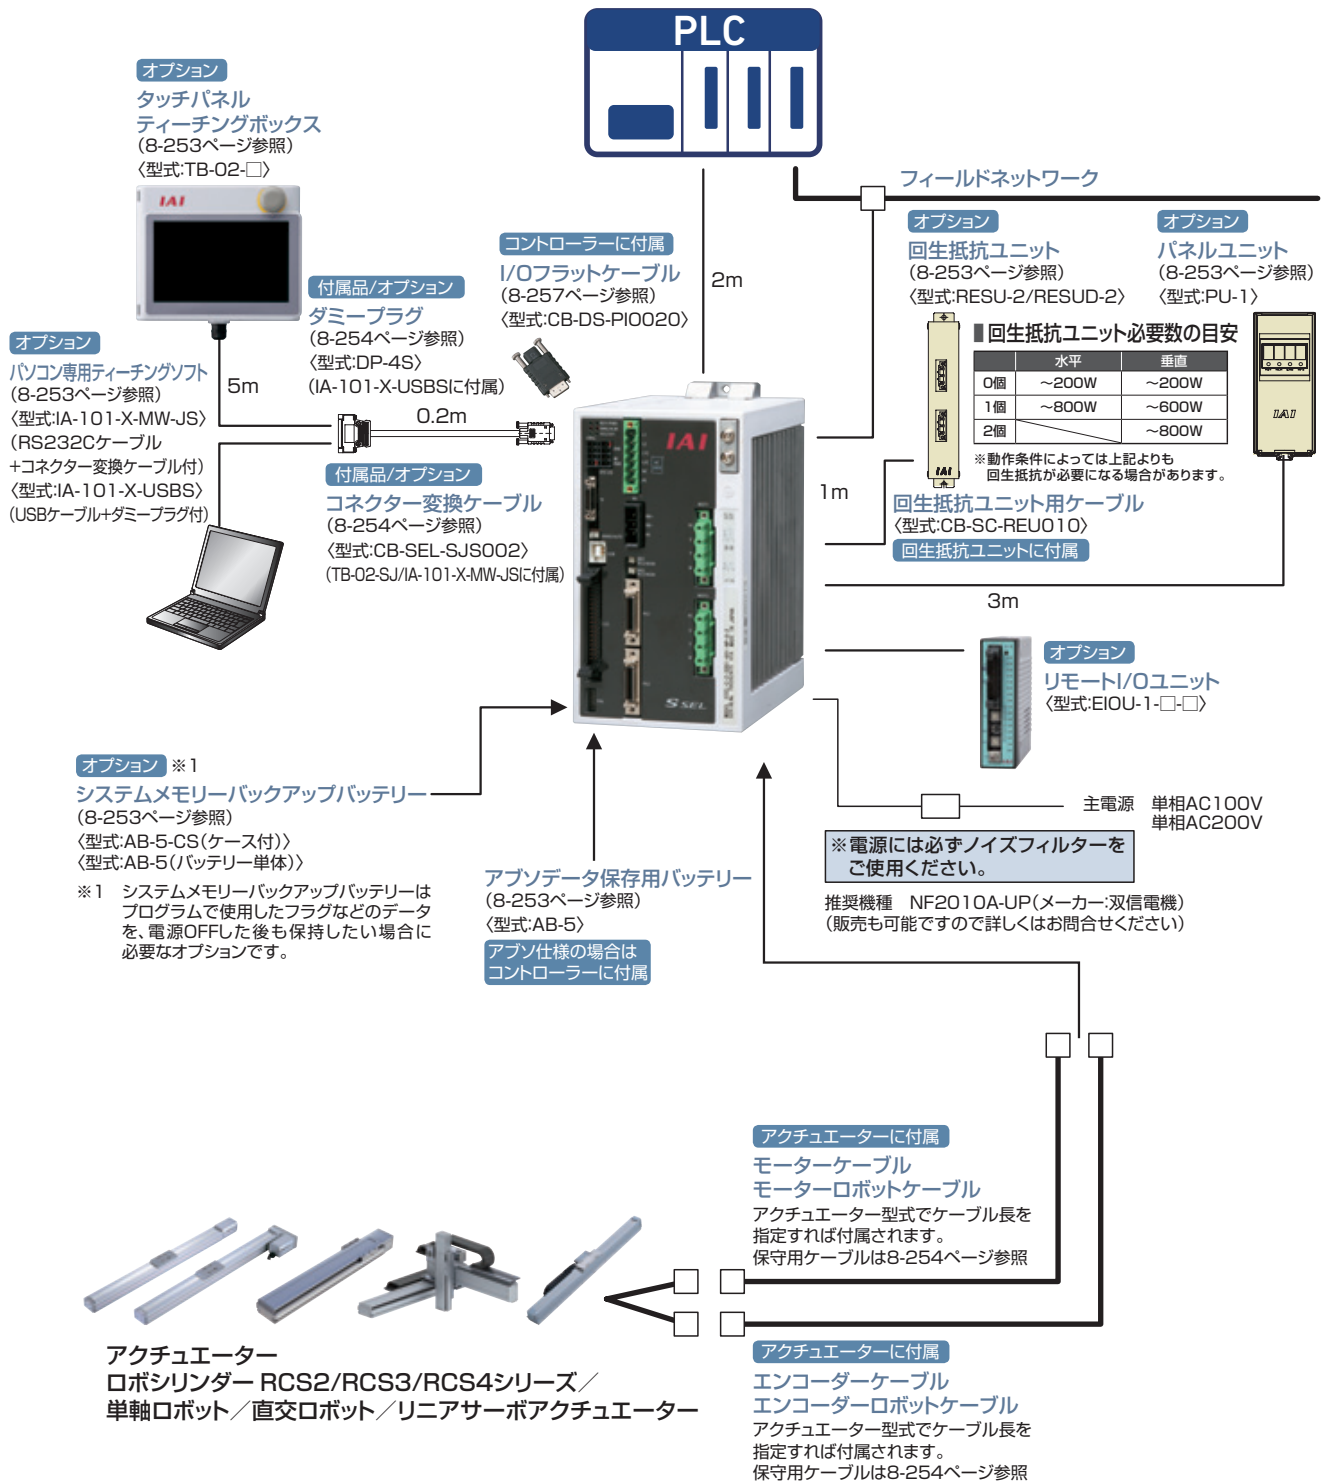 PLC
オプション
タッチパネル
ティーチングボックス
(8-253ページ参照)
〈型式:TB-02-□〉
IAI
オプション
パソコン専用ティーチングソフト
(8-253ページ参照)
〈型式:IA-101-X-MW-JS〉
(RS232Cケーブル
+コネクター変換ケーブル付)
〈型式:IA-101-X-USBS〉
(USBケーブル+ダミープラグ付)
5m
付属品/オプション
ダミープラグ
(8-254ページ参照)
〈型式:DP-4S〉
(IA-101-X-USBSに付属)
0.2m
付属品/オプション
コネクター変換ケーブル
(8-254ページ参照)
〈型式:CB-SEL-SJS002〉
(TB-02-SJ/IA-101-X-MW-JSに付属)
コントローラーに付属
I/Oフラットケーブル
(8-257ページ参照)
〈型式:CB-DS-PIO020〉
2m
フィールドネットワーク
オプション
回生抵抗ユニット
(8-253ページ参照)
〈型式:RESU-2/RESUD-2〉
オプション
パネルユニット
(8-253ページ参照)
〈型式:PU-1〉
■回生抵抗ユニット必要数の目安
水平 垂直
0個 〜200W 〜200W
1個 〜800W 〜600W
2個 〜800W
※動作条件によっては上記よりも
回生抵抗が必要になる場合があります。
IAI
IAI
IAI
S SEL
1m
回生抵抗ユニット用ケーブル
〈型式:CB-SC-REU010〉
回生抵抗ユニットに付属
3m
オプション
リモートI/Oユニット
〈型式:EIOU-1-□-□〉
主電源 単相AC100V
単相AC200V
※電源には必ずノイズフィルターを
ご使用ください。
推奨機種 NF2010A-UP(メーカー:双信電機)
(販売も可能ですので詳しくはお問合せください)
オプション ※1
システムメモリーバックアップバッテリー
(8-253ページ参照)
〈型式:AB-5-CS(ケース付)〉
〈型式:AB-5(バッテリー単体)〉
※1 システムメモリーバックアップバッテリーは
プログラムで使用したフラグなどのデータ
を、電源OFFした後も保持したい場合に
必要なオプションです。
アブソデータ保存用バッテリー
(8-253ページ参照)
〈型式:AB-5〉
アブソ仕様の場合は
コントローラーに付属
アクチュエーターに付属
モーターケーブル
モーターロボットケーブル
アクチュエーター型式でケーブル長を
指定すれば付属されます。
保守用ケーブルは8-254ページ参照
アクチュエーターに付属
エンコーダーケーブル
エンコーダーロボットケーブル
アクチュエーター型式でケーブル長を
指定すれば付属されます。
保守用ケーブルは8-254ページ参照
アクチュエーター
ロボシリンダー RCS2/RCS3/RCS4シリーズ／
単軸ロボット／直交ロボット／リニアサーボアクチュエーター